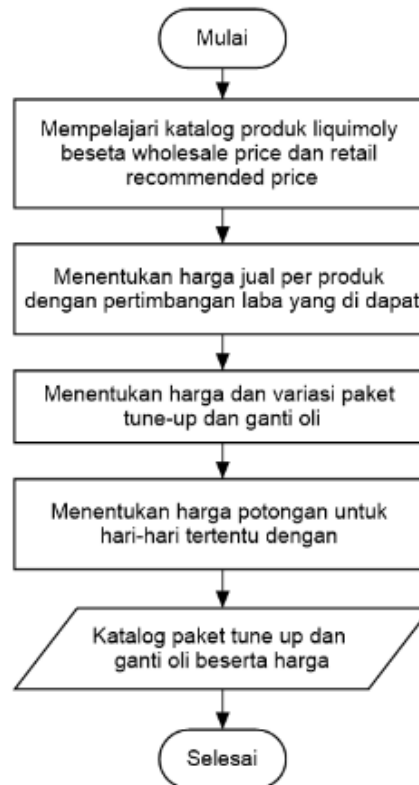 Mulai
Mempelajari katalog produk liquimoly
beseta wholesale price dan retail
recommended price
Menentukan harga jual per produk
dengan pertimbangan laba yang di dapat
Menentukan harga dan variasi paket
tune-up dan ganti oli
Menentukan harga potongan untuk
hari-hari tertentu dengan
Katalog paket tune up dan
ganti oli beserta harga
Selesai